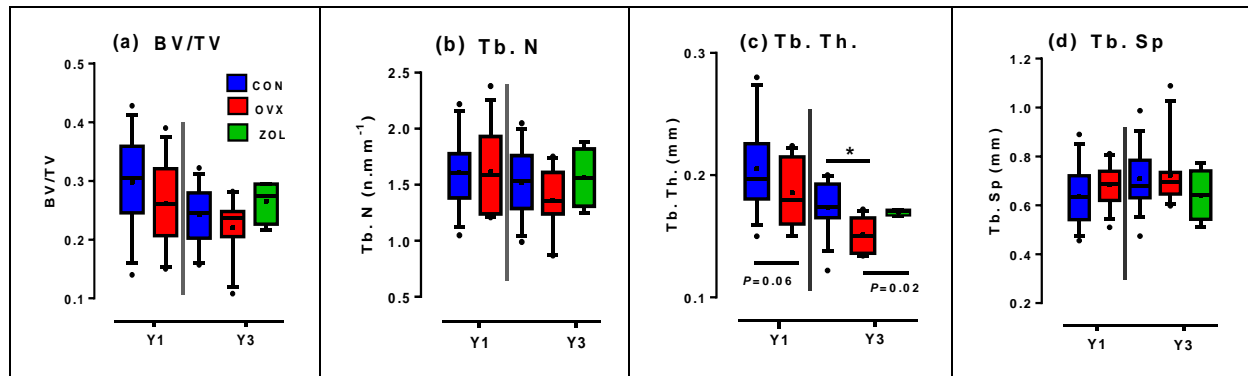 (a) BV/TV
BV/TV
0.5
0.4
0.3
0.2
0.1
CON
OVX
ZOL
Y1 Y3
(b) Tb. N
Tb. N (n.mm⁻¹)
2.5
2.0
1.5
1.0
0.5
Y1 Y3
(c) Tb. Th.
Tb. Th. (mm)
0.3
0.2
0.1
*
P=0.06
P=0.02
Y1 Y3
(d) Tb. Sp
Tb. Sp (mm)
1.2
1.0
0.8
0.6
0.4
0.2
Y1 Y3